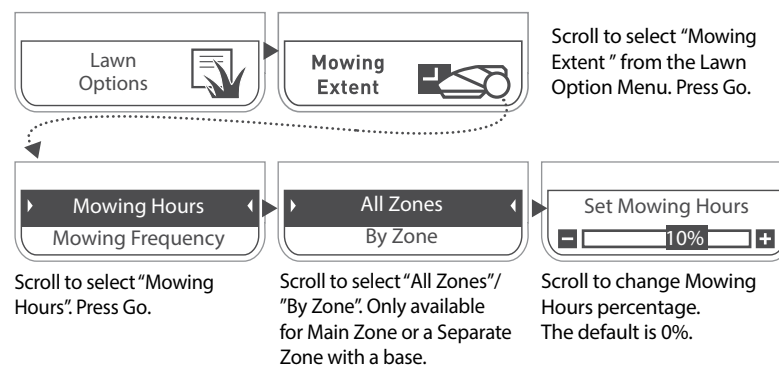 Lawn
Options
Mowing
Extent
Scroll to select “Mowing
Extent ” from the Lawn
Option Menu. Press Go.
Mowing Hours
Mowing Frequency
All Zones
By Zone
Set Mowing Hours
10%
Scroll to select “Mowing
Hours”. Press Go.
Scroll to select “All Zones”/
”By Zone”. Only available
for Main Zone or a Separate
Zone with a base.
Scroll to change Mowing
Hours percentage.
The default is 0%.